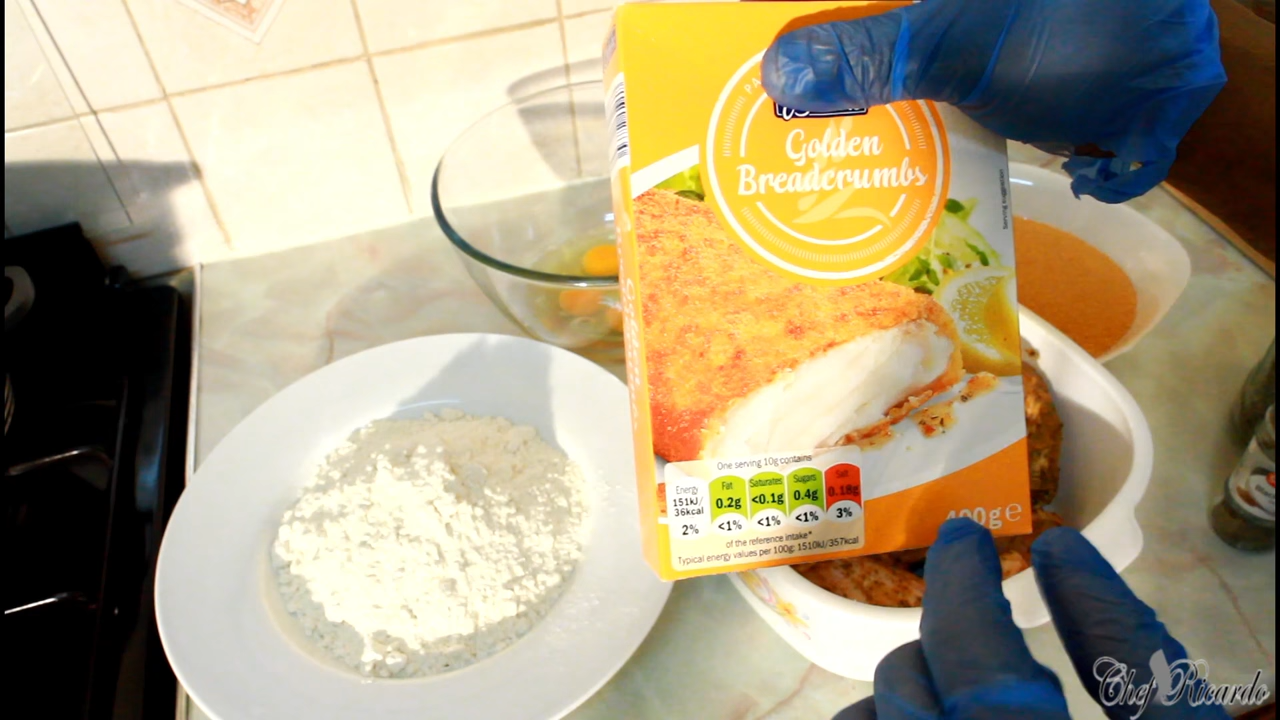 Golden
Breadcrumbs
serving suggestion
One serving 10g contains
Energy
151kJ/
36kcal
2%
Fat
0.2g
<1%
Saturates
<0.1g
<1%
Sugars
0.4g
<1%
Salt
0.18g
3%
of the reference intake*
Typical energy values per 100g: 1510kJ/357kcal
400g e
Chef Ricardo